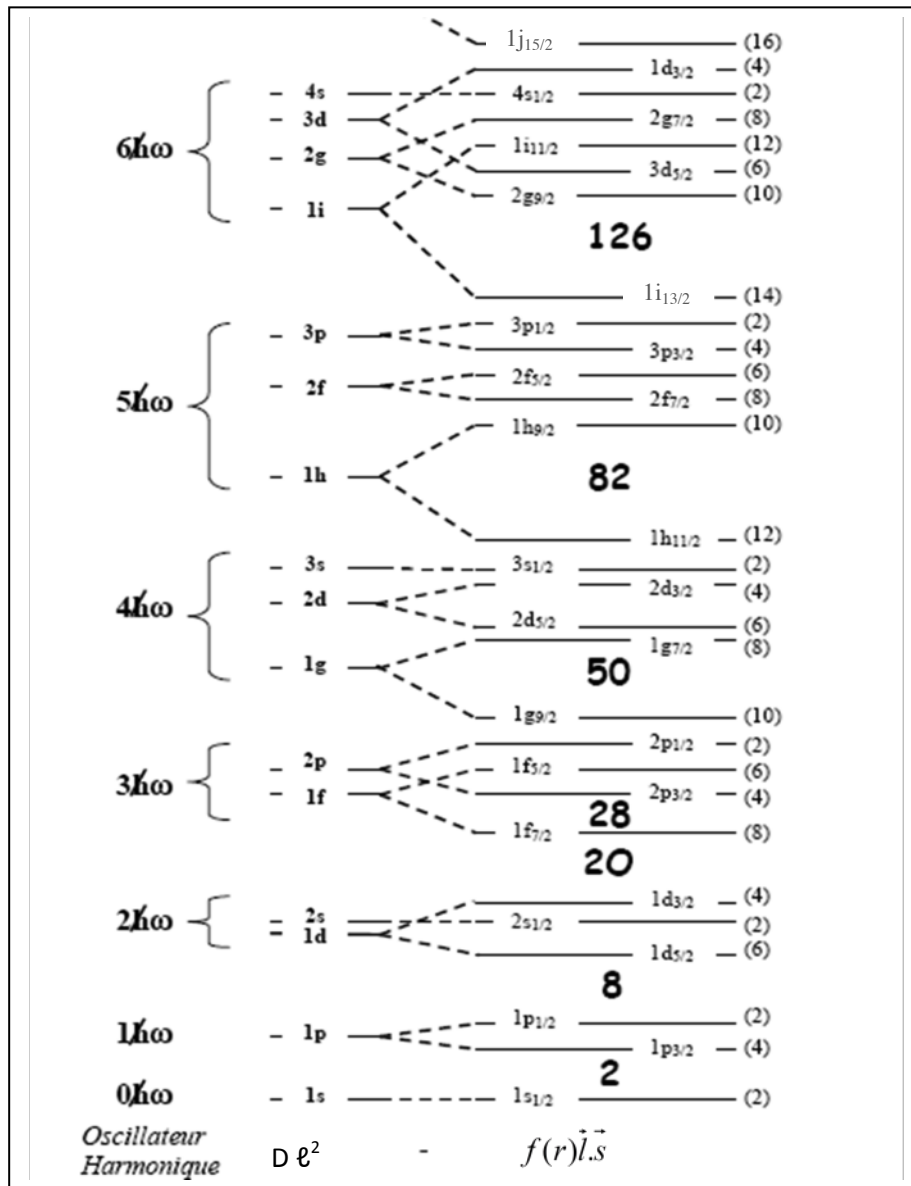 1j15/2 (16)
1d3/2 (4)
4s 4s1/2 (2)
3d 2g7/2 (8)
6ħω 2g 1i11/2 (12)
3d5/2 (6)
1i 2g9/2 (10)
126
1i13/2 (14)
3p 3p1/2 (2)
3p3/2 (4)
2f 2f5/2 (6)
5ħω 2f7/2 (8)
1h9/2 (10)
1h 82
1h11/2 (12)
3s 3s1/2 (2)
2d3/2 (4)
4ħω 2d 2d5/2 (6)
1g7/2 (8)
1g 50
1g9/2 (10)
2p1/2 (2)
2p 1f5/2 (6)
3ħω 1f 2p3/2 (4)
28
1f7/2 (8)
20
1d3/2 (4)
2ħω 2s 2s1/2 (2)
1d 1d5/2 (6)
8
1p1/2 (2)
1ħω 1p 1p3/2 (4)
2
0ħω 1s 1s1/2 (2)
Oscillateur
Harmonique D ℓ² - f(r)l⃗.s⃗